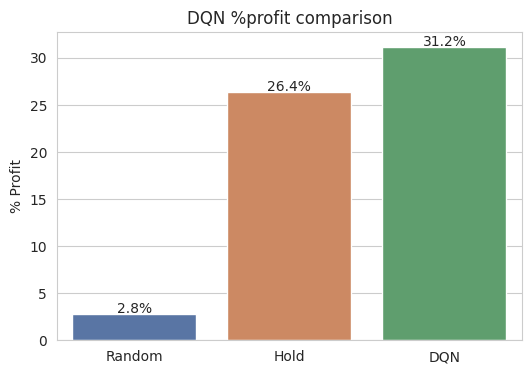 DQN %profit comparison
% Profit
30
25
20
15
10
5
0
2.8%
26.4%
31.2%
Random
Hold
DQN